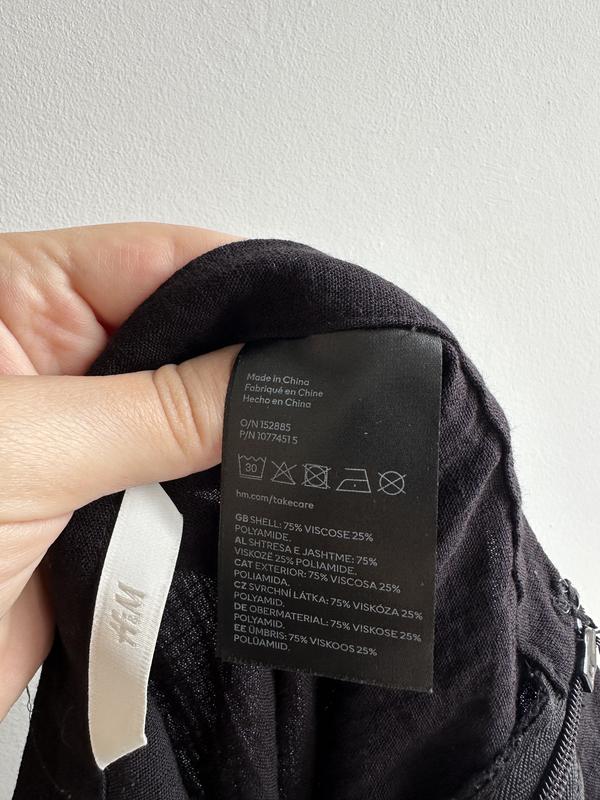 Made in China
Fabriqué en Chine
Hecho en China
O/N 152885
P/N 1077451 5
30
hm.com/takecare
GB SHELL: 75% VISCOSE 25%
POLYAMIDE.
AL SHTRESA E JASHTME: 75%
VISKOZË 25% POLIAMIDE.
CAT EXTERIOR: 75% VISCOSA 25%
POLIAMIDA.
CZ SVRCHNÍ LÁTKA: 75% VISKÓZA 25%
POLYAMID.
DE OBERMATERIAL: 75% VISKOSE 25%
POLYAMID.
EE ÜMBRIS: 75% VISKOOS 25%
POLÜAMIID.
H&M